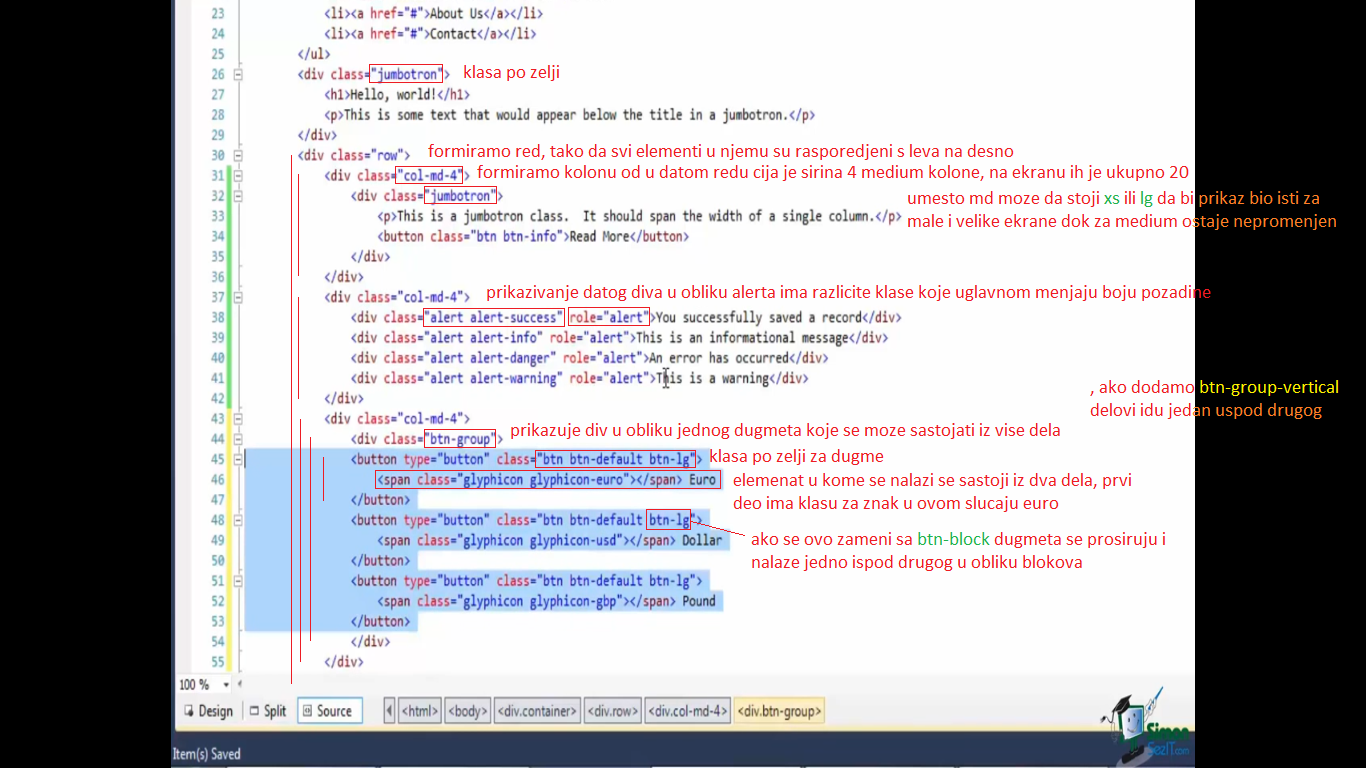 23 <li><a href="#">About Us</a></li>
24 <li><a href="#">Contact</a></li>
25 </ul>
26 <div class="jumbotron"> klasa po zelji
27 <h1>Hello, world!</h1>
28 <p>This is some text that would appear below the title in a jumbotron.</p>
29 </div>
30 <div class="row"> formiramo red, tako da svi elementi u njemu su rasporedjeni s leva na desno
31 <div class="col-md-4"> formiramo kolonu od u datom redu cija je sirina 4 medium kolone, na ekranu ih je ukupno 20
32 <div class="jumbotron"> umesto md moze da stoji xs ili lg da bi prikaz bio isti za
33 <p>This is a jumbotron class. It should span the width of a single column.</p> male i velike ekrane dok za medium ostaje nepromenjen
34 <button class="btn btn-info">Read More</button>
35 </div>
36 </div>
37 <div class="col-md-4"> prikazivanje datog diva u obliku alerta ima razlicite klase koje uglavnom menjaju boju pozadine
38 <div class="alert alert-success" role="alert">You successfully saved a record</div>
39 <div class="alert alert-info" role="alert">This is an informational message</div>
40 <div class="alert alert-danger" role="alert">An error has occurred</div>
41 <div class="alert alert-warning" role="alert">This is a warning</div>
, ako dodamo btn-group-vertical
42 </div>
delovi idu jedan uspod drugog
43 <div class="col-md-4">
44 <div class="btn-group"> prikazuje div u obliku jednog dugmeta koje se moze sastojati iz vise dela
45 <button type="button" class="btn btn-default btn-lg"> klasa po zelji za dugme
46 <span class="glyphicon glyphicon-euro"></span> Euro elemenat u kome se nalazi se sastoji iz dva dela, prvi
47 </button> deo ima klasu za znak u ovom slucaju euro
48 <button type="button" class="btn btn-default btn-lg">
49 <span class="glyphicon glyphicon-usd"></span> Dollar ako se ovo zameni sa btn-block dugmeta se prosiruju i
50 </button> nalaze jedno ispod drugog u obliku blokova
51 <button type="button" class="btn btn-default btn-lg">
52 <span class="glyphicon glyphicon-gbp"></span> Pound
53 </button>
54 </div>
55 </div>
100 %
Design Split Source <html> <body> <div.container> <div.row> <div.col-md-4> <div.btn-group>
Simon
SezIT.com
Item(s) Saved